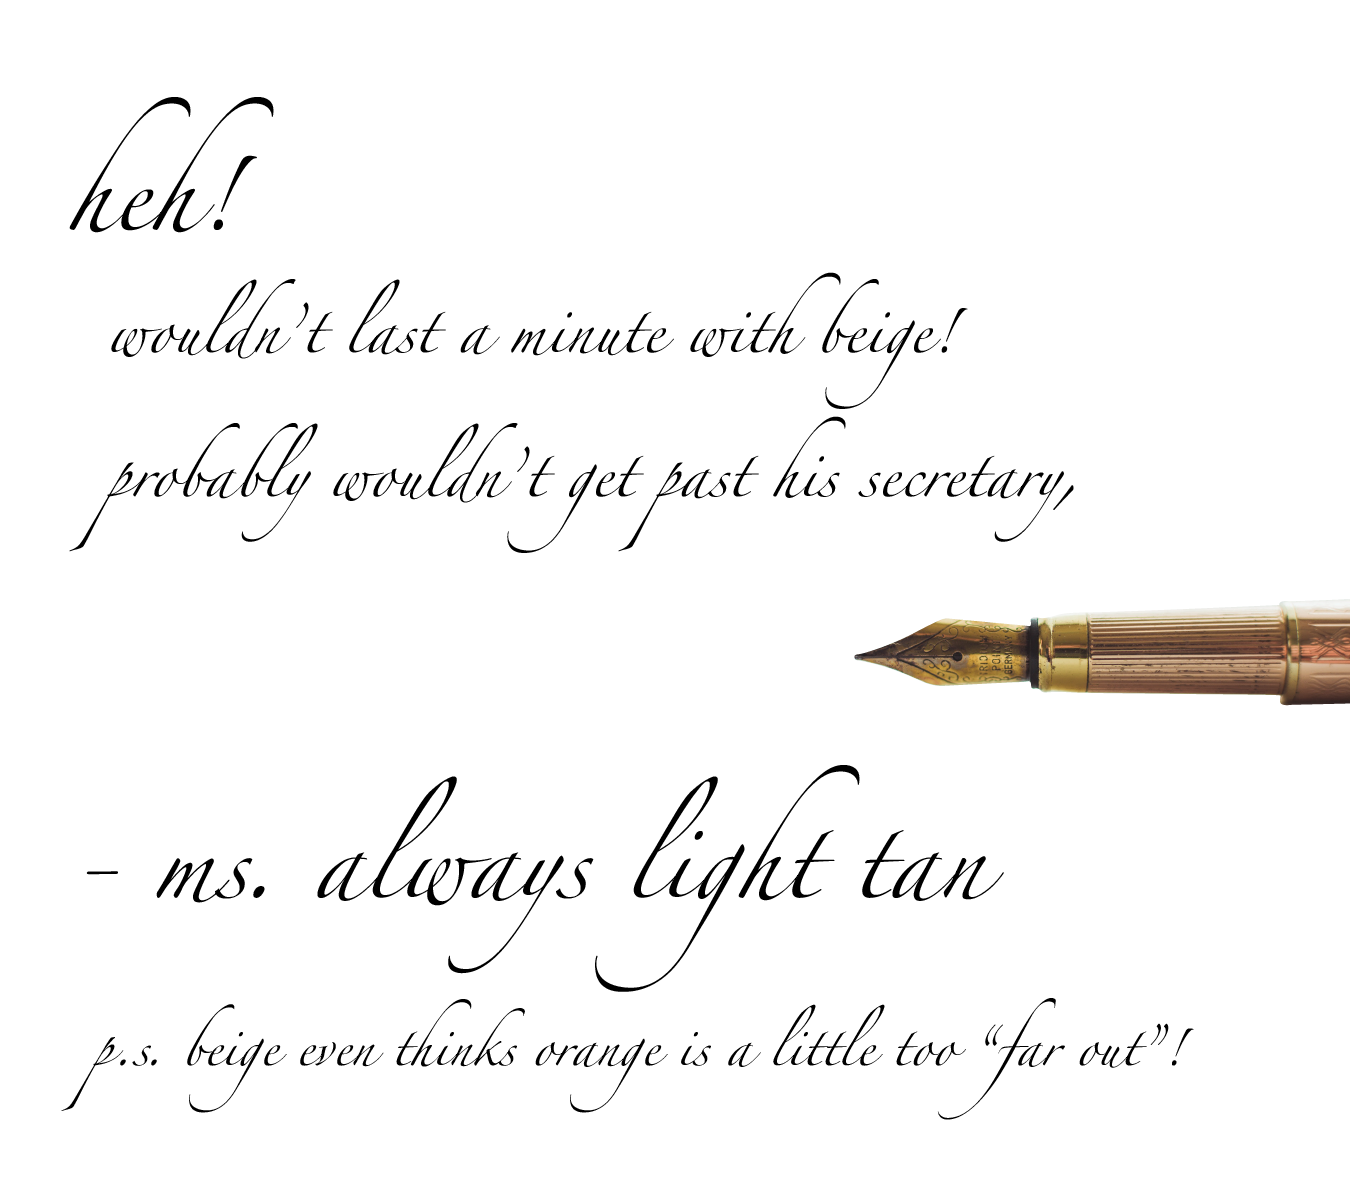 heh!
wouldn't last a minute with beige!
probably wouldn't get past his secretary,
- ms. always light tan
p.s. beige even thinks orange is a little too “far out”!